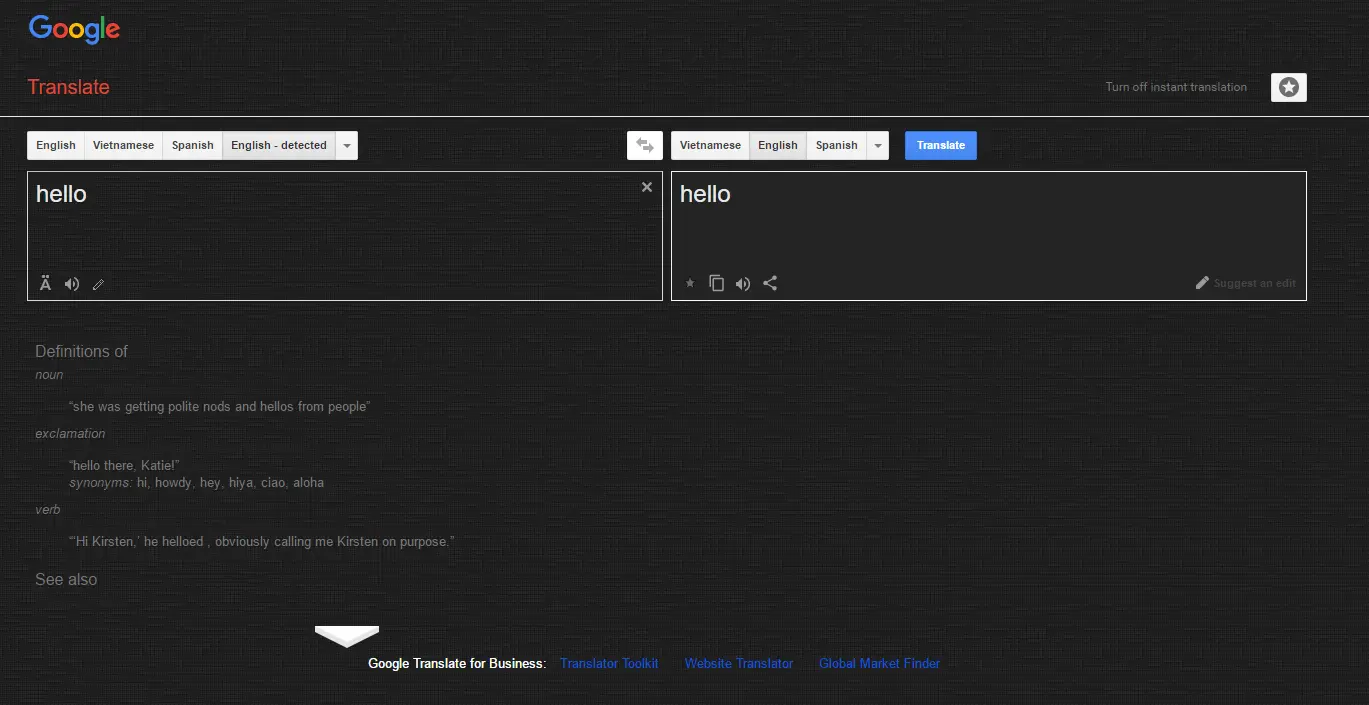 Google
Translate
Turn off instant translation
English Vietnamese Spanish English - detected
Vietnamese English Spanish Translate
hello
hello
Ä
Suggest an edit
Definitions of
noun
“she was getting polite nods and hellos from people”
exclamation
“hello there, Katie!”
synonyms: hi, howdy, hey, hiya, ciao, aloha
verb
“‘Hi Kirsten,’ he helloed , obviously calling me Kirsten on purpose.”
See also
Google Translate for Business: Translator Toolkit Website Translator Global Market Finder